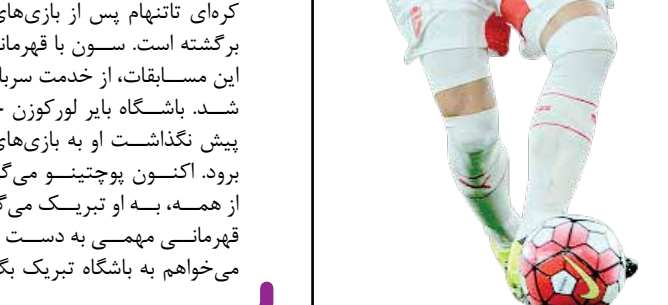 کره‌ای تاتنهام پس از بازی‌های
برگشته است. ســون با قهرمانی
این مســابقات، از خدمت سربازی
شــد. باشــگاه بایر لورکوزن
پیش نگذاشــت او به بازی‌های
برود. اکنــون پوچتینــو می‌گ
از همــه، بــه او تبریــک می‌گ
قهرمانــی مهمــی به دســت
می‌خواهم به باشگاه تبریک بگ